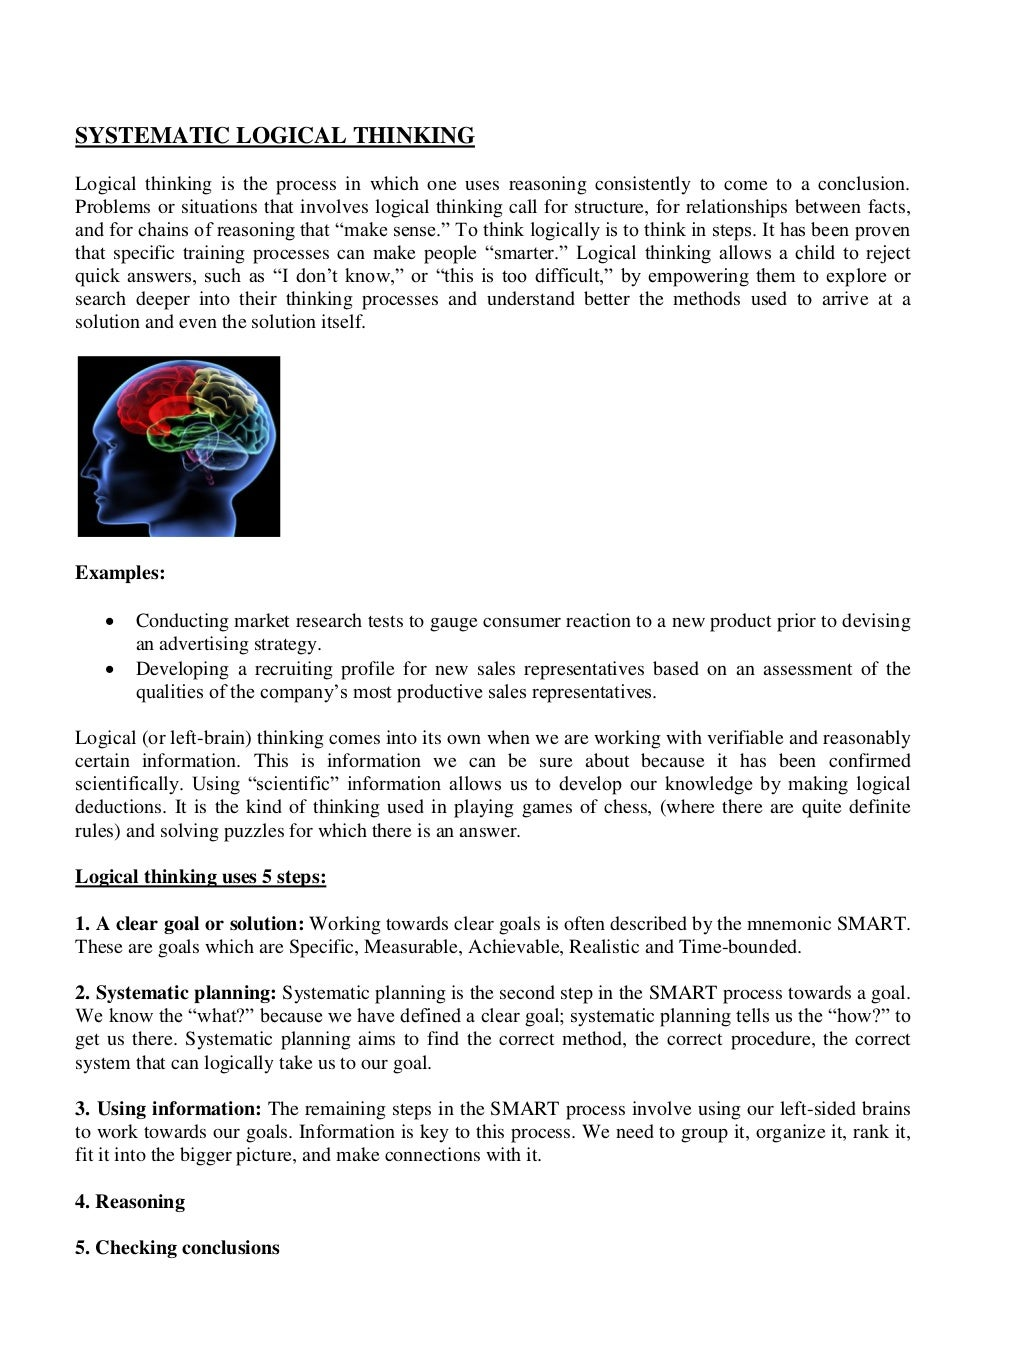 SYSTEMATIC LOGICAL THINKING
Logical thinking is the process in which one uses reasoning consistently to come to a conclusion.
Problems or situations that involves logical thinking call for structure, for relationships between facts,
and for chains of reasoning that “make sense.” To think logically is to think in steps. It has been proven
that specific training processes can make people “smarter.” Logical thinking allows a child to reject
quick answers, such as “I don’t know,” or “this is too difficult,” by empowering them to explore or
search deeper into their thinking processes and understand better the methods used to arrive at a
solution and even the solution itself.
Examples:
• Conducting market research tests to gauge consumer reaction to a new product prior to devising
an advertising strategy.
• Developing a recruiting profile for new sales representatives based on an assessment of the
qualities of the company’s most productive sales representatives.
Logical (or left-brain) thinking comes into its own when we are working with verifiable and reasonably
certain information. This is information we can be sure about because it has been confirmed
scientifically. Using “scientific” information allows us to develop our knowledge by making logical
deductions. It is the kind of thinking used in playing games of chess, (where there are quite definite
rules) and solving puzzles for which there is an answer.
Logical thinking uses 5 steps:
1. A clear goal or solution: Working towards clear goals is often described by the mnemonic SMART.
These are goals which are Specific, Measurable, Achievable, Realistic and Time-bounded.
2. Systematic planning: Systematic planning is the second step in the SMART process towards a goal.
We know the “what?” because we have defined a clear goal; systematic planning tells us the “how?” to
get us there. Systematic planning aims to find the correct method, the correct procedure, the correct
system that can logically take us to our goal.
3. Using information: The remaining steps in the SMART process involve using our left-sided brains
to work towards our goals. Information is key to this process. We need to group it, organize it, rank it,
fit it into the bigger picture, and make connections with it.
4. Reasoning
5. Checking conclusions